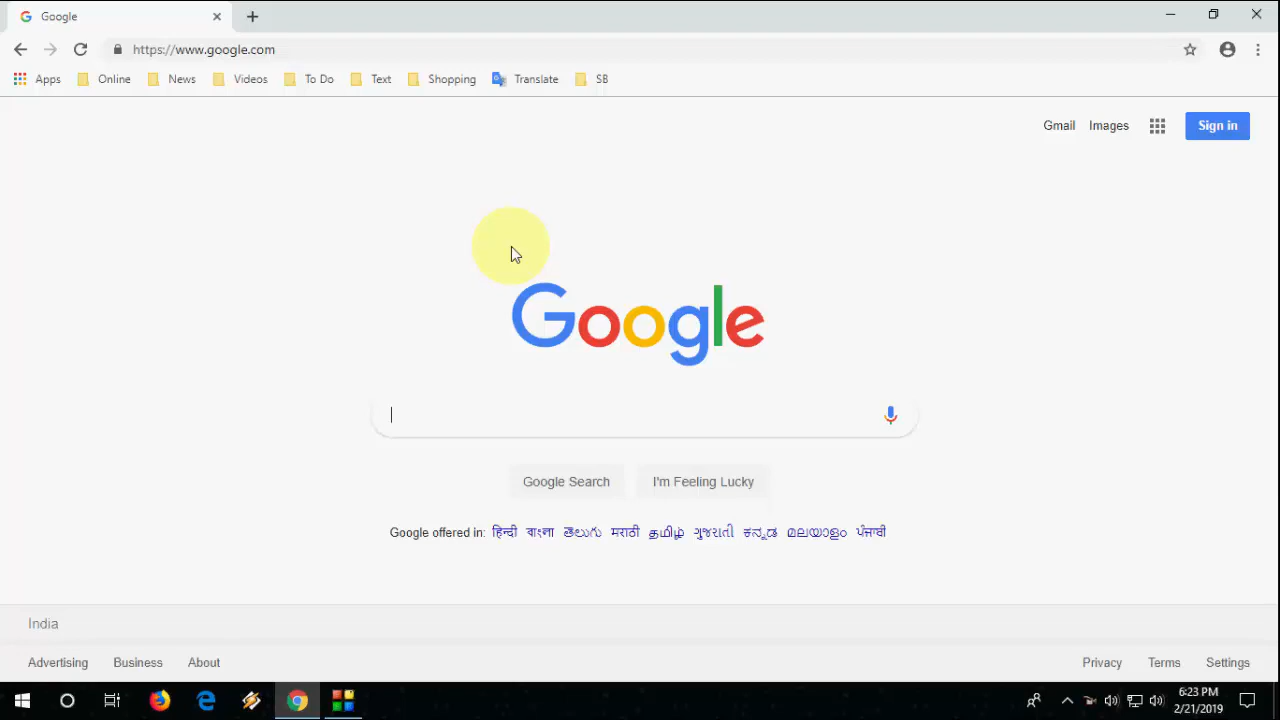 Google
https://www.google.com
Apps Online News Videos To Do Text Shopping Translate SB
Gmail Images Sign in
Google
Google Search I'm Feeling Lucky
Google offered in: हिन्दी বাংলা తెలుగు मराठी தமிழ் ગુજરાતી ಕನ್ನಡ മലയാളം ਪੰਜਾਬੀ
India
Advertising Business About Privacy Terms Settings
6:23 PM
2/21/2019